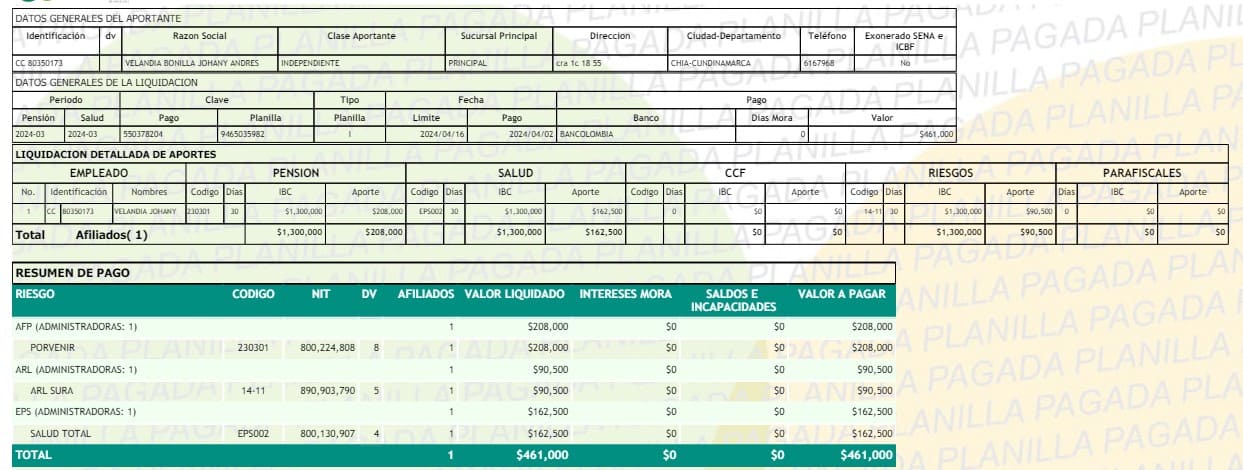 DATOS GENERALES DEL APORTANTE
Identificación dv Razon Social Clase Aportante Sucursal Principal Direccion Ciudad-Departamento Teléfono Exonerado SENA e ICBF
CC 80350173 VELANDIA BONILLA JOHANY ANDRES INDEPENDIENTE PRINCIPAL cra 1c 18 55 CHIA-CUNDINAMARCA 6167968 No
DATOS GENERALES DE LA LIQUIDACION
Periodo Clave Tipo Fecha Pago
Pensión Salud Pago Planilla Planilla Limite Pago Banco Dias Mora Valor
2024-03 2024-03 550378204 9465035982 I 2024/04/16 2024/04/02 BANCOLOMBIA 0 $461,000
LIQUIDACION DETALLADA DE APORTES
EMPLEADO PENSION SALUD CCF RIESGOS PARAFISCALES
No. Identificación Nombres Codigo Dias IBC Aporte Codigo Dias IBC Aporte Codigo Dias IBC Aporte Codigo Dias IBC Aporte Dias IBC Aporte
1 CC 80350173 VELANDIA JOHANY 230301 30 $1,300,000 $208,000 EPS002 30 $1,300,000 $162,500 0 $0 $0 14-11 30 $1,300,000 $90,500 0 $0 $0
Total Afiliados( 1) $1,300,000 $208,000 $1,300,000 $162,500 $0 $0 $1,300,000 $90,500 $0 $0
RESUMEN DE PAGO
RIESGO CODIGO NIT DV AFILIADOS VALOR LIQUIDADO INTERESES MORA SALDOS E INCAPACIDADES VALOR A PAGAR
AFP (ADMINISTRADORAS: 1) 1 $208,000 $0 $0 $208,000
PORVENIR 230301 800,224,808 8 1 $208,000 $0 $0 $208,000
ARL (ADMINISTRADORAS: 1) 1 $90,500 $0 $0 $90,500
ARL SURA 14-11 890,903,790 5 1 $90,500 $0 $0 $90,500
EPS (ADMINISTRADORAS: 1) 1 $162,500 $0 $0 $162,500
SALUD TOTAL EPS002 800,130,907 4 1 $162,500 $0 $0 $162,500
TOTAL 1 $461,000 $0 $0 $461,000
PLANILLA PAGADA